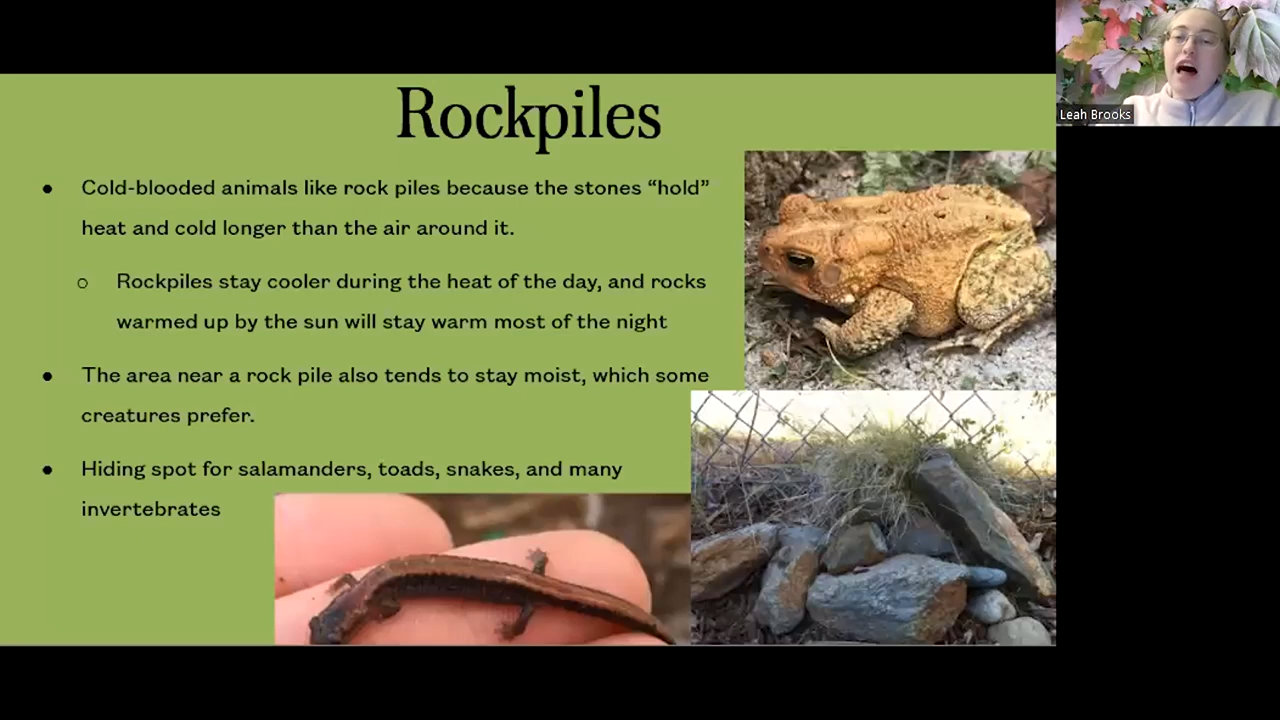 Rockpiles
Leah Brooks
● Cold-blooded animals like rock piles because the stones “hold”
heat and cold longer than the air around it.
○ Rockpiles stay cooler during the heat of the day, and rocks
warmed up by the sun will stay warm most of the night
● The area near a rock pile also tends to stay moist, which some
creatures prefer.
● Hiding spot for salamanders, toads, snakes, and many
invertebrates